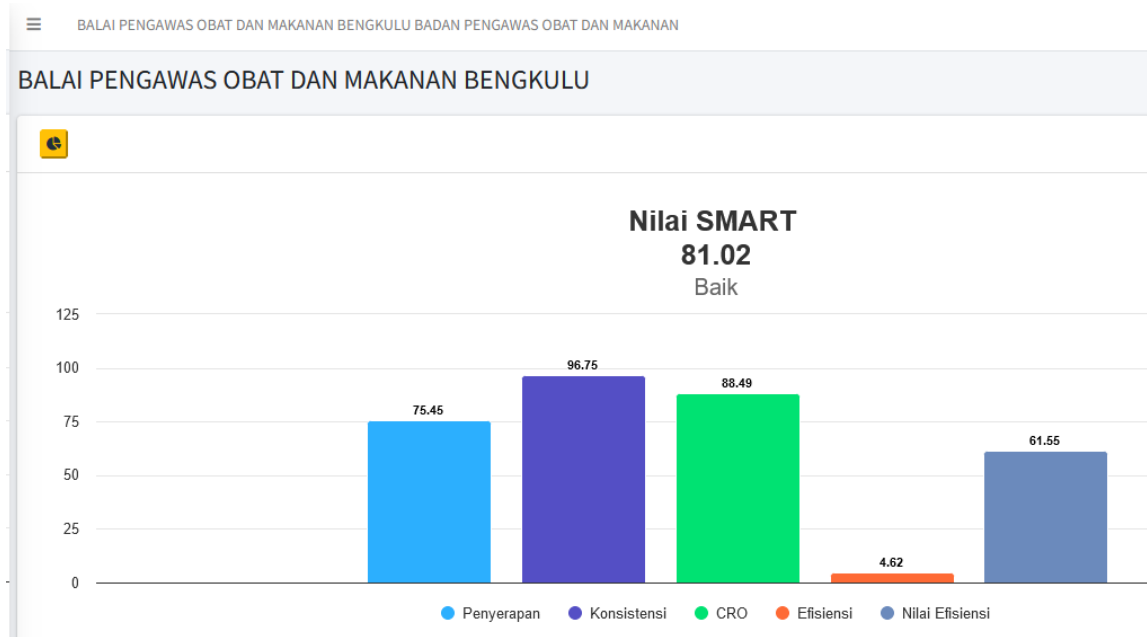 BALAI PENGAWAS OBAT DAN MAKANAN BENGKULU BADAN PENGAWAS OBAT DAN MAKANAN
BALAI PENGAWAS OBAT DAN MAKANAN BENGKULU
Nilai SMART
81.02
Baik
125
100
75
50
25
0
75.45
96.75
88.49
4.62
61.55
Penyerapan Konsistensi CRO Efisiensi Nilai Efisiensi